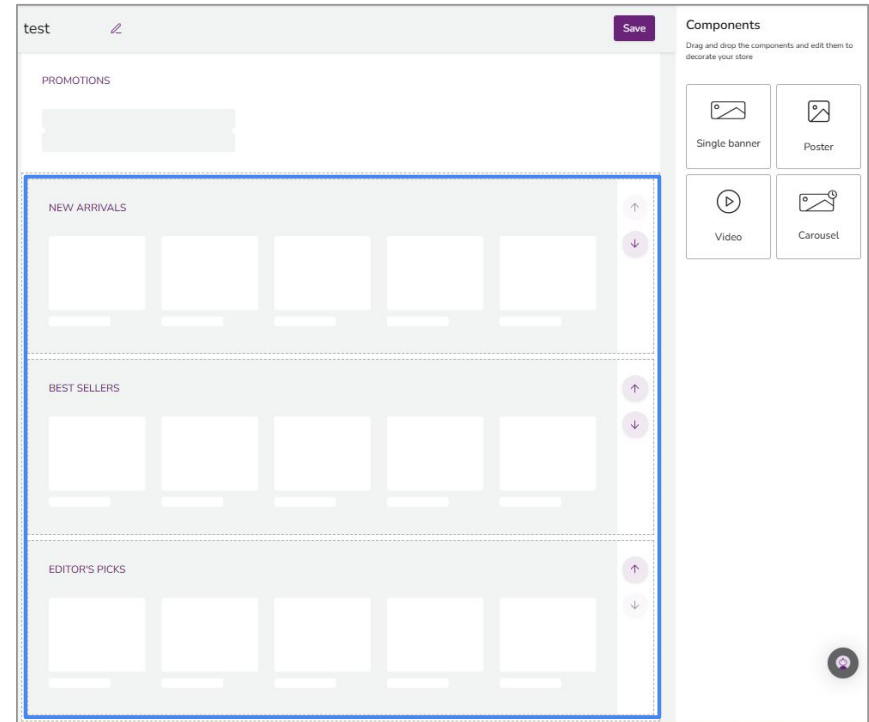 test
Save
PROMOTIONS
NEW ARRIVALS
BEST SELLERS
EDITOR'S PICKS
Components
Drag and drop the components and edit them to
decorate your store
Single banner
Poster
Video
Carousel